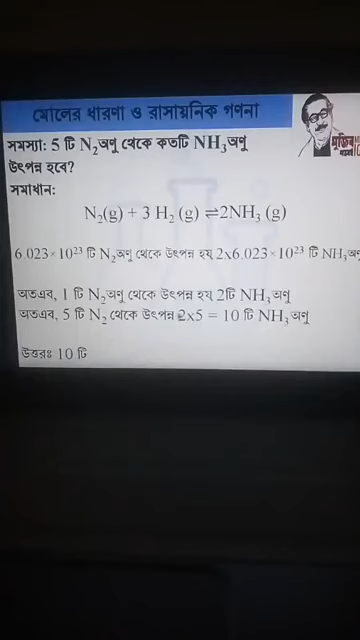 মোলের ধারণা ও রাসায়নিক গণনা
সমস্যা: 5 টি N₂অণু থেকে কতটি NH₃অণু
উৎপন্ন হবে?
সমাধান:
N₂(g) + 3 H₂ (g) ⇌2NH₃ (g)
6.023×10²³ টি N₂অণু থেকে উৎপন্ন হয় 2x6.023×10²³ টি NH₃অণু
অতএব, 1 টি N₂অণু থেকে উৎপন্ন হয় 2টি NH₃অণু
অতএব, 5 টি N₂ থেকে উৎপন্ন 2x5 = 10 টি NH₃অণু
উত্তরঃ 10 টি
মুজিব